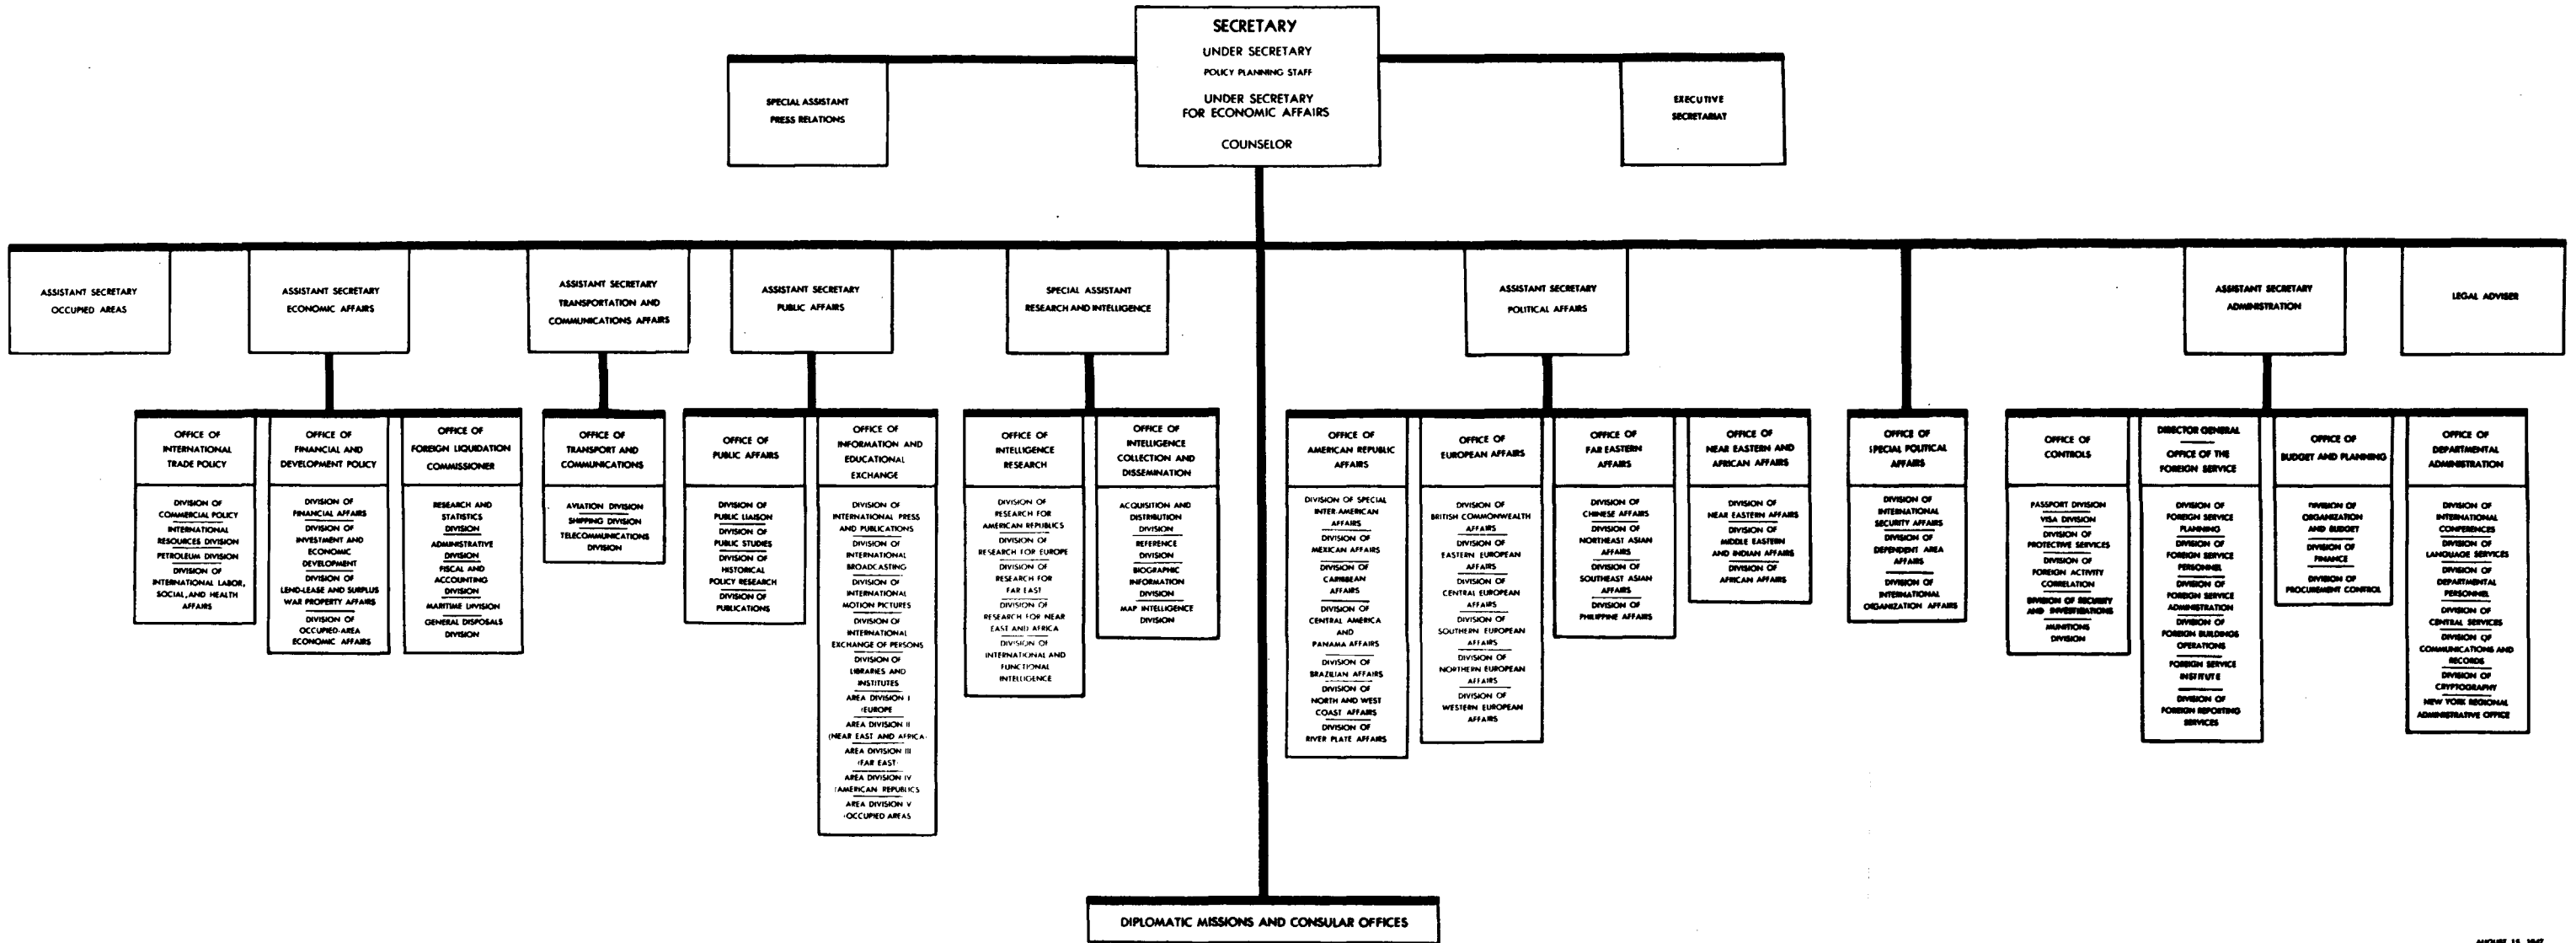 SECRETARY
UNDER SECRETARY
POLICY PLANNING STAFF
UNDER SECRETARY
FOR ECONOMIC AFFAIRS
COUNSELOR
SPECIAL ASSISTANT
PRESS RELATIONS
EXECUTIVE
SECRETARIAT
ASSISTANT SECRETARY
OCCUPIED AREAS
ASSISTANT SECRETARY
ECONOMIC AFFAIRS
ASSISTANT SECRETARY
TRANSPORTATION AND
COMMUNICATIONS AFFAIRS
ASSISTANT SECRETARY
PUBLIC AFFAIRS
SPECIAL ASSISTANT
RESEARCH AND INTELLIGENCE
ASSISTANT SECRETARY
POLITICAL AFFAIRS
ASSISTANT SECRETARY
ADMINISTRATION
LEGAL ADVISER
OFFICE OF
INTERNATIONAL
TRADE POLICY
DIVISION OF
COMMERCIAL POLICY
INTERNATIONAL
RESOURCES DIVISION
PETROLEUM DIVISION
DIVISION OF
INTERNATIONAL LABOR,
SOCIAL, AND HEALTH
AFFAIRS
OFFICE OF
FINANCIAL AND
DEVELOPMENT POLICY
DIVISION OF
FINANCIAL AFFAIRS
DIVISION OF
INVESTMENT AND
ECONOMIC
DEVELOPMENT
DIVISION OF
LEND-LEASE AND SURPLUS
WAR PROPERTY AFFAIRS
DIVISION OF
OCCUPIED-AREA
ECONOMIC AFFAIRS
OFFICE OF
FOREIGN LIQUIDATION
COMMISSIONER
RESEARCH AND
STATISTICS
DIVISION
ADMINISTRATIVE
DIVISION
FISCAL AND
ACCOUNTING
DIVISION
MARITIME DIVISION
GENERAL DISPOSALS
DIVISION
OFFICE OF
TRANSPORT AND
COMMUNICATIONS
AVIATION DIVISION
SHIPPING DIVISION
TELECOMMUNICATIONS
DIVISION
OFFICE OF
PUBLIC AFFAIRS
DIVISION OF
PUBLIC LIAISON
DIVISION OF
PUBLIC STUDIES
DIVISION OF
HISTORICAL
POLICY RESEARCH
DIVISION OF
PUBLICATIONS
OFFICE OF
INFORMATION AND
EDUCATIONAL
EXCHANGE
DIVISION OF
INTERNATIONAL PRESS
AND PUBLICATIONS
DIVISION OF
INTERNATIONAL
BROADCASTING
DIVISION OF
INTERNATIONAL
MOTION PICTURES
DIVISION OF
INTERNATIONAL
EXCHANGE OF PERSONS
DIVISION OF
LIBRARIES AND
INSTITUTES
AREA DIVISION I
(EUROPE
AREA DIVISION II
(NEAR EAST AND AFRICA)
AREA DIVISION III
(FAR EAST)
AREA DIVISION IV
(AMERICAN REPUBLICS
AREA DIVISION V
(OCCUPIED AREAS
OFFICE OF
INTELLIGENCE
RESEARCH
DIVISION OF
RESEARCH FOR
AMERICAN REPUBLICS
DIVISION OF
RESEARCH FOR EUROPE
DIVISION OF
RESEARCH FOR
FAR EAST
DIVISION OF
RESEARCH FOR NEAR
EAST AND AFRICA
DIVISION OF
INTERNATIONAL AND
FUNCTIONAL
INTELLIGENCE
OFFICE OF
INTELLIGENCE
COLLECTION AND
DISSEMINATION
ACQUISITION AND
DISTRIBUTION
DIVISION
REFERENCE
DIVISION
BIOGRAPHIC
INFORMATION
DIVISION
MAP INTELLIGENCE
DIVISION
OFFICE OF
AMERICAN REPUBLIC
AFFAIRS
DIVISION OF SPECIAL
INTER-AMERICAN
AFFAIRS
DIVISION OF
MEXICAN AFFAIRS
DIVISION OF
CARIBBEAN
AFFAIRS
DIVISION OF
CENTRAL AMERICA
AND
PANAMA AFFAIRS
DIVISION OF
BRAZILIAN AFFAIRS
DIVISION OF
NORTH AND WEST
COAST AFFAIRS
DIVISION OF
RIVER PLATE AFFAIRS
OFFICE OF
EUROPEAN AFFAIRS
DIVISION OF
BRITISH COMMONWEALTH
AFFAIRS
DIVISION OF
EASTERN EUROPEAN
AFFAIRS
DIVISION OF
CENTRAL EUROPEAN
AFFAIRS
DIVISION OF
SOUTHERN EUROPEAN
AFFAIRS
DIVISION OF
NORTHERN EUROPEAN
AFFAIRS
DIVISION OF
WESTERN EUROPEAN
AFFAIRS
OFFICE OF
FAR EASTERN
AFFAIRS
DIVISION OF
CHINESE AFFAIRS
DIVISION OF
NORTHEAST ASIAN
AFFAIRS
DIVISION OF
SOUTHEAST ASIAN
AFFAIRS
DIVISION OF
PHILIPPINE AFFAIRS
OFFICE OF
NEAR EASTERN AND
AFRICAN AFFAIRS
DIVISION OF
NEAR EASTERN AFFAIRS
DIVISION OF
MIDDLE EASTERN
AND INDIAN AFFAIRS
DIVISION OF
AFRICAN AFFAIRS
OFFICE OF
SPECIAL POLITICAL
AFFAIRS
DIVISION OF
INTERNATIONAL
SECURITY AFFAIRS
DIVISION OF
DEPENDENT AREA
AFFAIRS
DIVISION OF
INTERNATIONAL
ORGANIZATION AFFAIRS
OFFICE OF
CONTROLS
PASSPORT DIVISION
VISA DIVISION
DIVISION OF
PROTECTIVE SERVICES
DIVISION OF
FOREIGN ACTIVITY
CORRELATION
DIVISION OF SECURITY
AND INVESTIGATIONS
MUNITIONS
DIVISION
DIRECTOR GENERAL
OFFICE OF THE
FOREIGN SERVICE
DIVISION OF
FOREIGN SERVICE
PLANNING
DIVISION OF
FOREIGN SERVICE
PERSONNEL
DIVISION OF
FOREIGN SERVICE
ADMINISTRATION
DIVISION OF
FOREIGN BUILDINGS
OPERATIONS
FOREIGN SERVICE
INSTITUTE
DIVISION OF
FOREIGN REPORTING
SERVICES
OFFICE OF
BUDGET AND PLANNING
DIVISION OF
ORGANIZATION
AND BUDGET
DIVISION OF
FINANCE
DIVISION OF
PROCUREMENT CONTROL
OFFICE OF
DEPARTMENTAL
ADMINISTRATION
DIVISION OF
INTERNATIONAL
CONFERENCES
DIVISION OF
LANGUAGE SERVICES
DIVISION OF
DEPARTMENTAL
PERSONNEL
DIVISION OF
CENTRAL SERVICES
DIVISION OF
COMMUNICATIONS AND
RECORDS
DIVISION OF
CRYPTOGRAPHY
NEW YORK REGIONAL
ADMINISTRATIVE OFFICE
DIPLOMATIC MISSIONS AND CONSULAR OFFICES
AUGUST 15, 1947